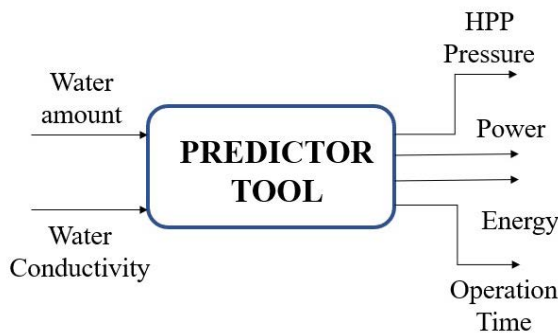 HPP
Pressure
Water
amount
Power
PREDICTOR
TOOL
Water
Conductivity
Energy
Operation
Time